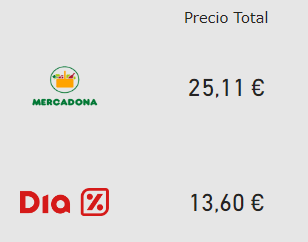 Precio Total
MERCADONA
25,11 €
Dia %
13,60 €